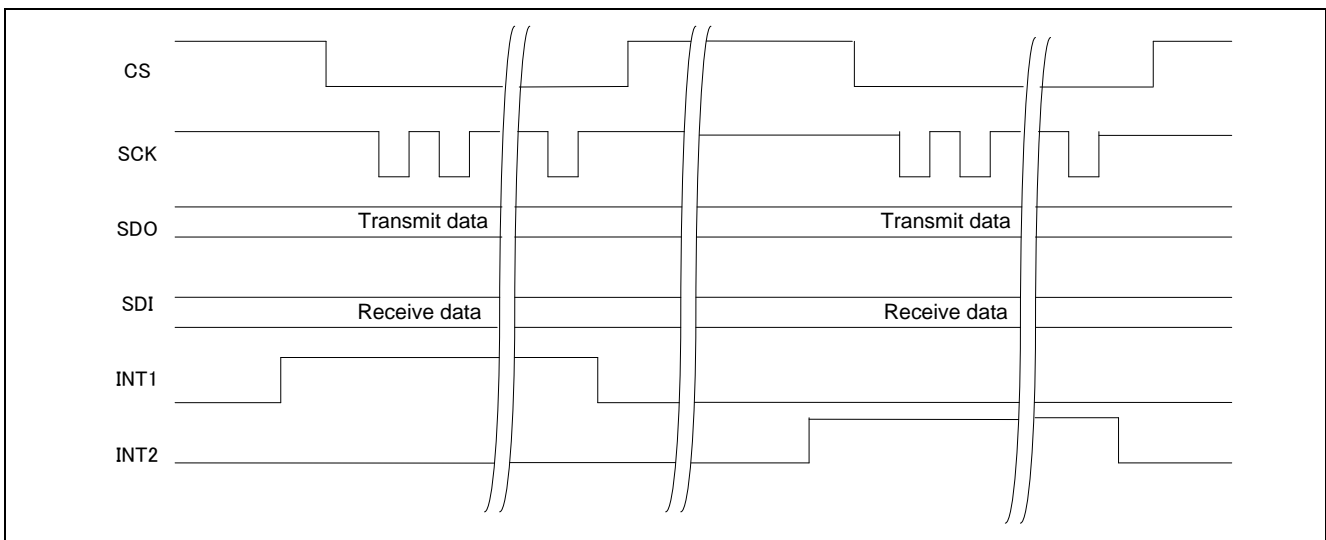 CS
SCK
SDO
Transmit data
Transmit data
SDI
Receive data
Receive data
INT1
INT2